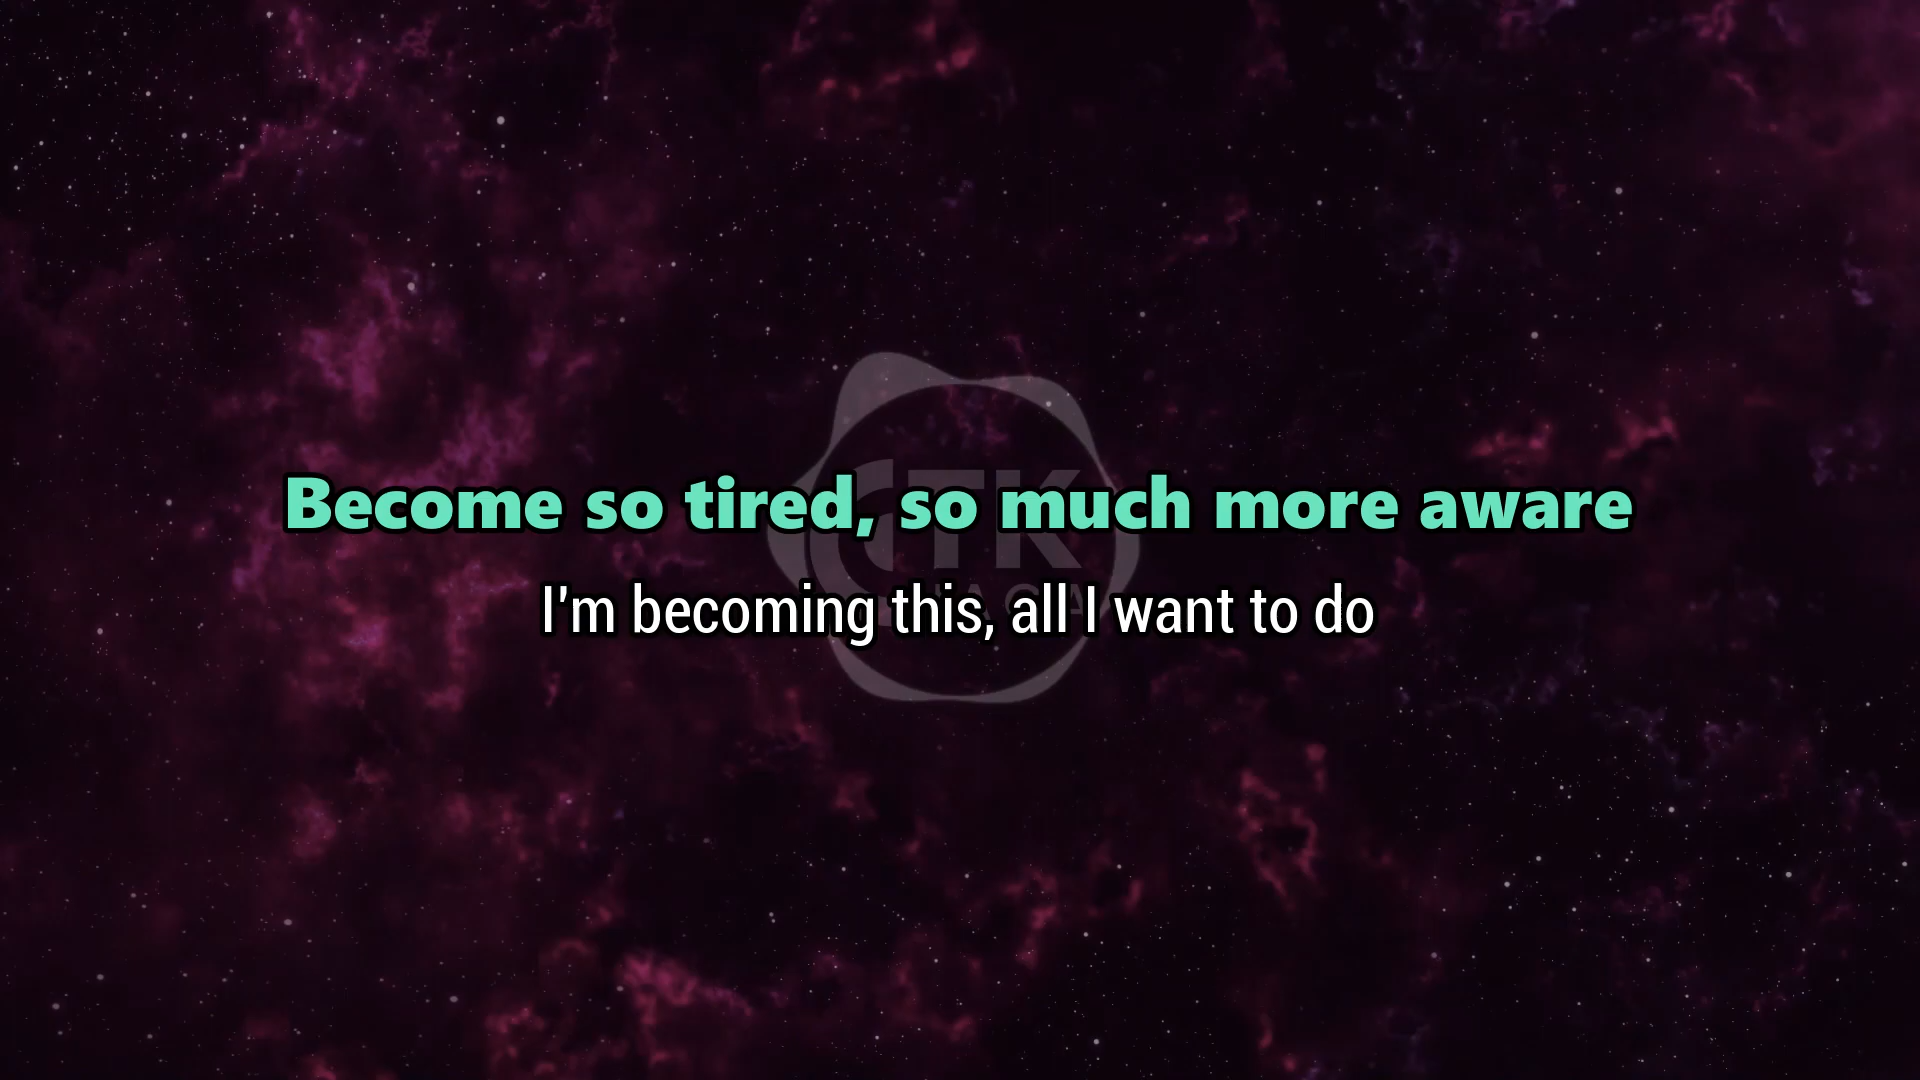 Become so tired, so much more aware
I'm becoming this, all I want to do